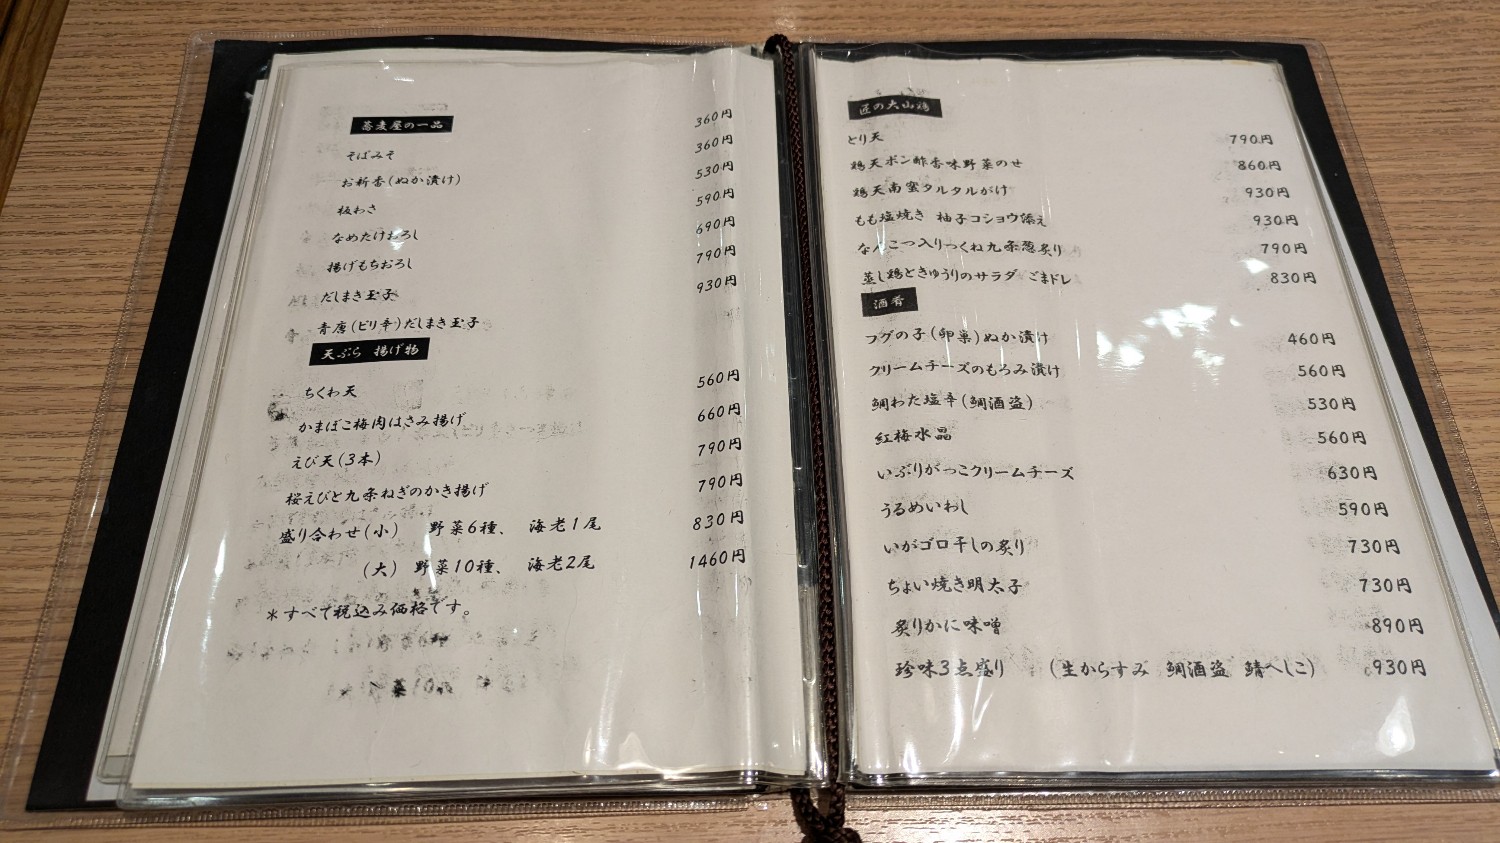 蕎麦屋の一品
そばみそ 360円
お新香(ぬか漬け) 360円
板わさ 530円
なめたけおろし 590円
揚げもちおろし 690円
だしまき玉子 790円
青唐(ピリ辛)だしまき玉子 930円
天ぷら 揚げ物
ちくわ天 560円
かまぼこ梅肉はさみ揚げ 660円
えび天(3本) 790円
桜えびと九条ねぎのかき揚げ 790円
盛り合わせ(小) 野菜6種、 海老1尾 830円
(大) 野菜10種、 海老2尾 1460円
*すべて税込み価格です。
匠の大山鶏
とり天 790円
鶏天ポン酢香味野菜のせ 860円
鶏天南蛮タルタルがけ 930円
もも塩焼き 柚子コショウ添え 930円
なんこつ入りつくね九条葱炙り 790円
蒸し鶏ときゅうりのサラダ ごまドレ 830円
酒肴
フグの子(卵巣)ぬか漬け 460円
クリームチーズのもろみ漬け 560円
鯛わた塩辛(鯛酒盗) 530円
紅梅水晶 560円
いぶりがっこクリームチーズ 630円
うるめいわし 590円
いがゴロ干しの炙り 730円
ちょい焼き明太子 730円
炙りかに味噌 890円
珍味3点盛り (生からすみ 鯛酒盗 鯖へしこ) 930円